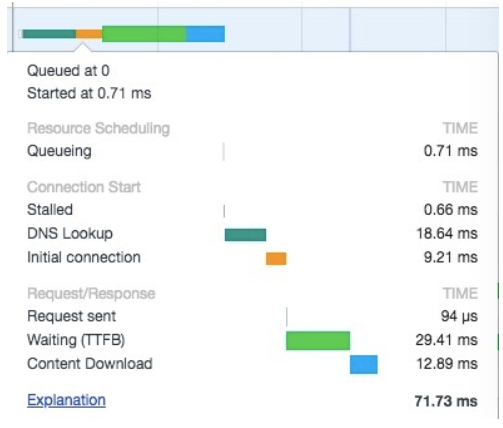 Queued at 0
Started at 0.71 ms
Resource Scheduling TIME
Queueing 0.71 ms
Connection Start TIME
Stalled 0.66 ms
DNS Lookup 18.64 ms
Initial connection 9.21 ms
Request/Response TIME
Request sent 94 µs
Waiting (TTFB) 29.41 ms
Content Download 12.89 ms
Explanation 71.73 ms